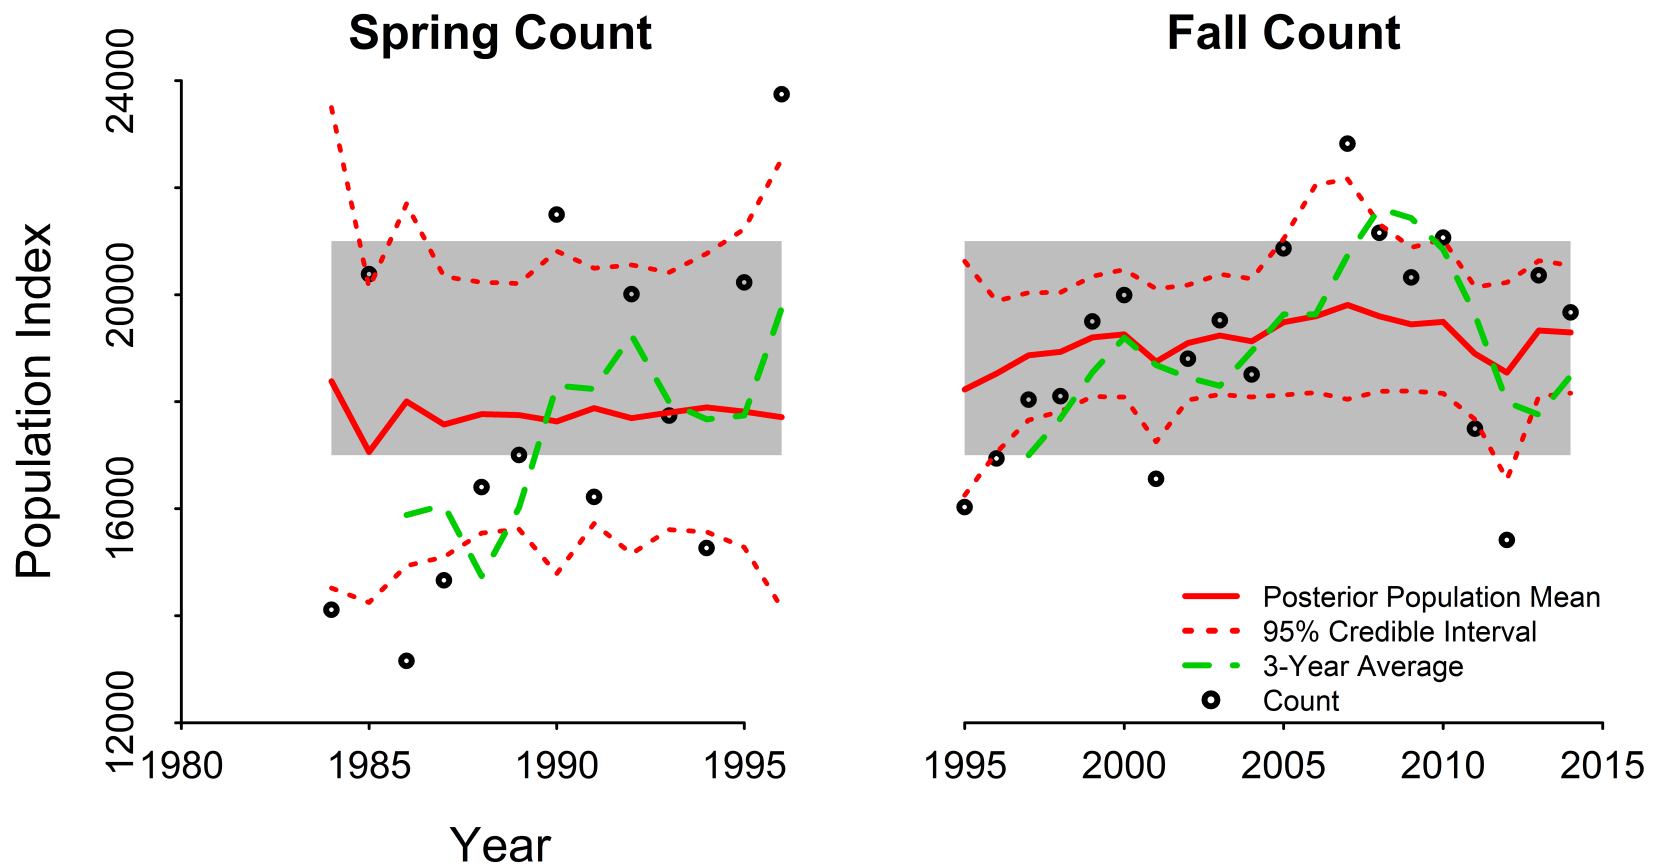 Spring Count
Fall Count
Population Index
24000
20000
16000
12000
1980
1985
1990
1995
1995
2000
2005
2010
2015
Year
Posterior Population Mean
95% Credible Interval
3-Year Average
Count